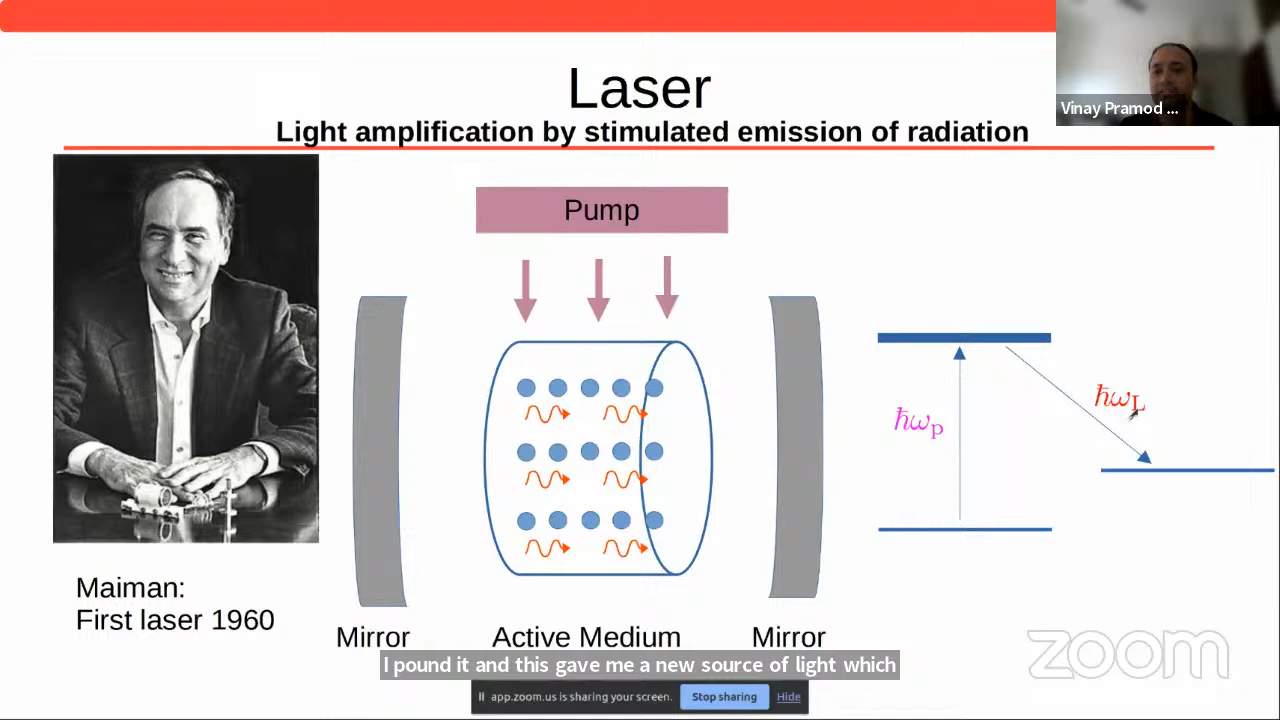 Laser
Vinay Pramod ...
Light amplification by stimulated emission of radiation
Pump
ħωL
ħωp
Maiman:
First laser 1960
Mirror
Active Medium
Mirror
zoom
I pound it and this gave me a new source of light which
app.zoom.us is sharing your screen.
Stop sharing
Hide